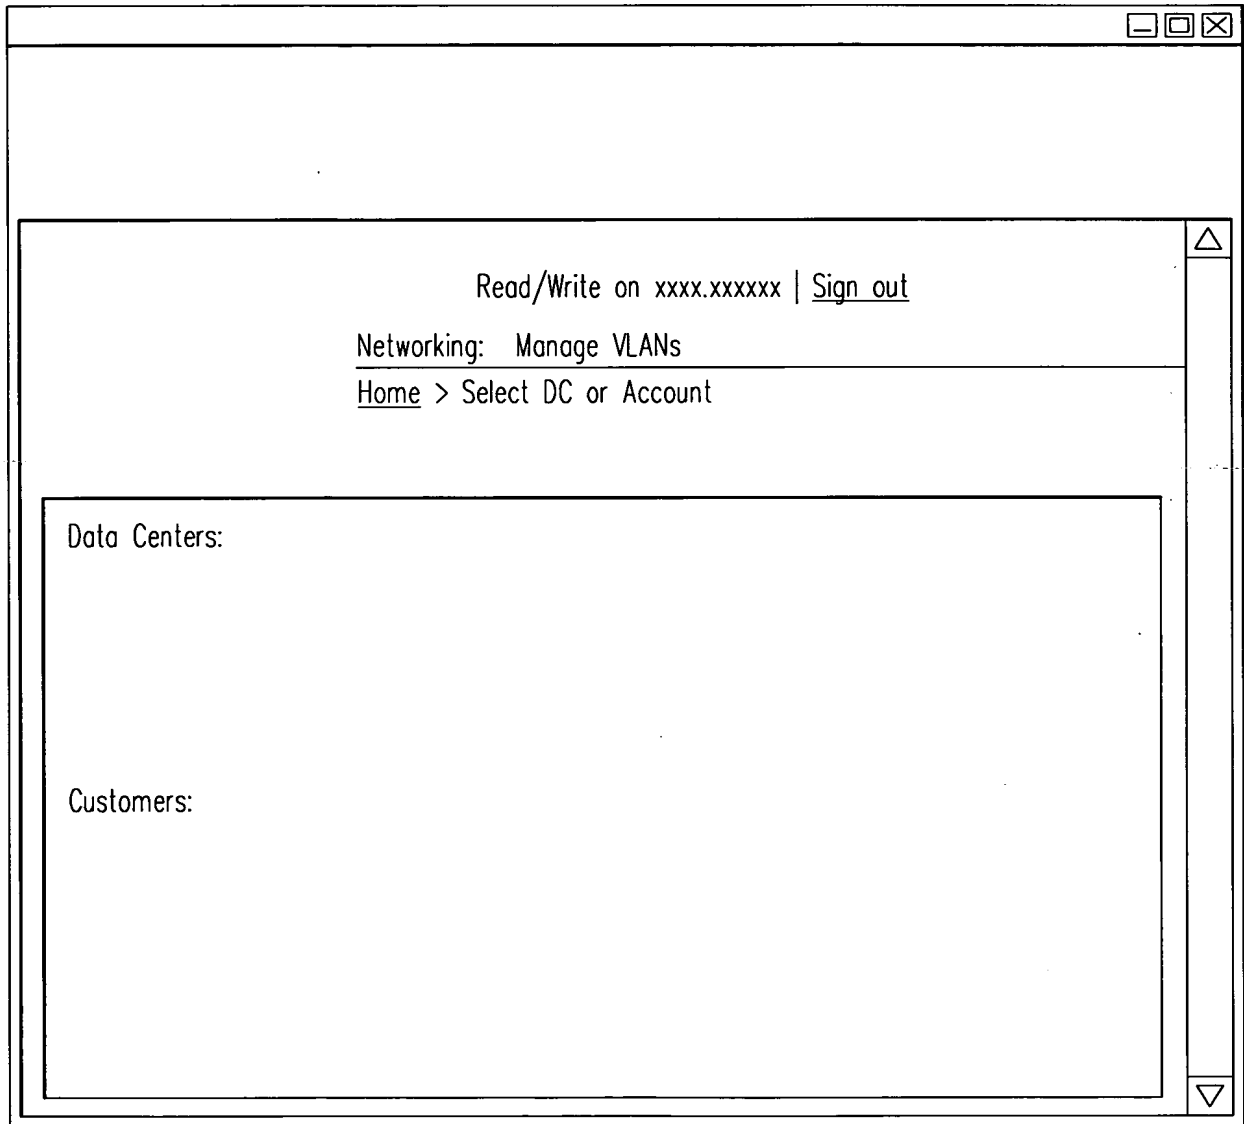 Read/Write on xxxx.xxxxxx | Sign out
Networking: Manage VLANs
Home > Select DC or Account
Data Centers:
Customers: